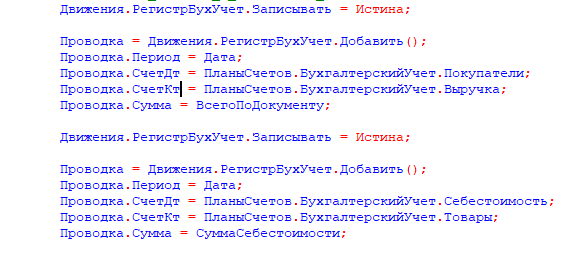 Движения.РегистрБухУчет.Записывать = Истина;
Проводка = Движения.РегистрБухУчет.Добавить();
Проводка.Период = Дата;
Проводка.СчетДт = ПланыСчетов.БухгалтерскийУчет.Покупатели;
Проводка.СчетКт = ПланыСчетов.БухгалтерскийУчет.Выручка;
Проводка.Сумма = ВсегоПоДокументу;
Движения.РегистрБухУчет.Записывать = Истина;
Проводка = Движения.РегистрБухУчет.Добавить();
Проводка.Период = Дата;
Проводка.СчетДт = ПланыСчетов.БухгалтерскийУчет.Себестоимость;
Проводка.СчетКт = ПланыСчетов.БухгалтерскийУчет.Товары;
Проводка.Сумма = СуммаСебестоимости;